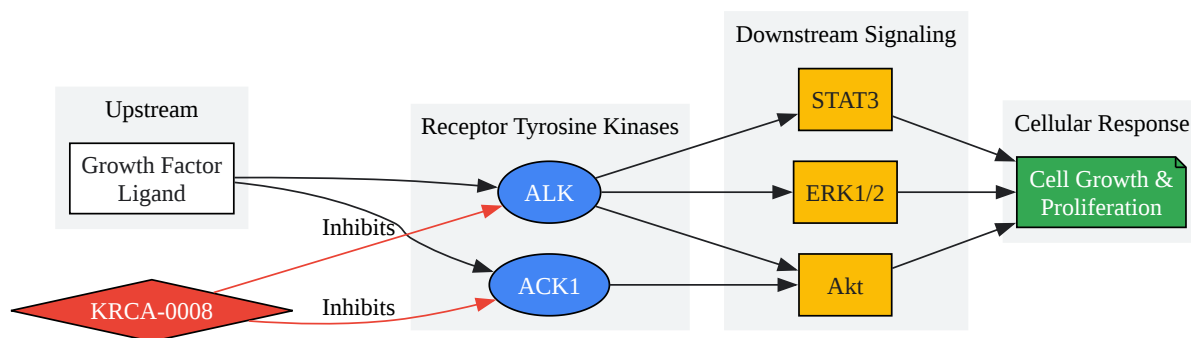 Upstream
Growth Factor
Ligand
KRCA-0008
Inhibits
Inhibits
Receptor Tyrosine Kinases
ALK
ACK1
Downstream Signaling
STAT3
ERK1/2
Akt
Cellular Response
Cell Growth &
Proliferation